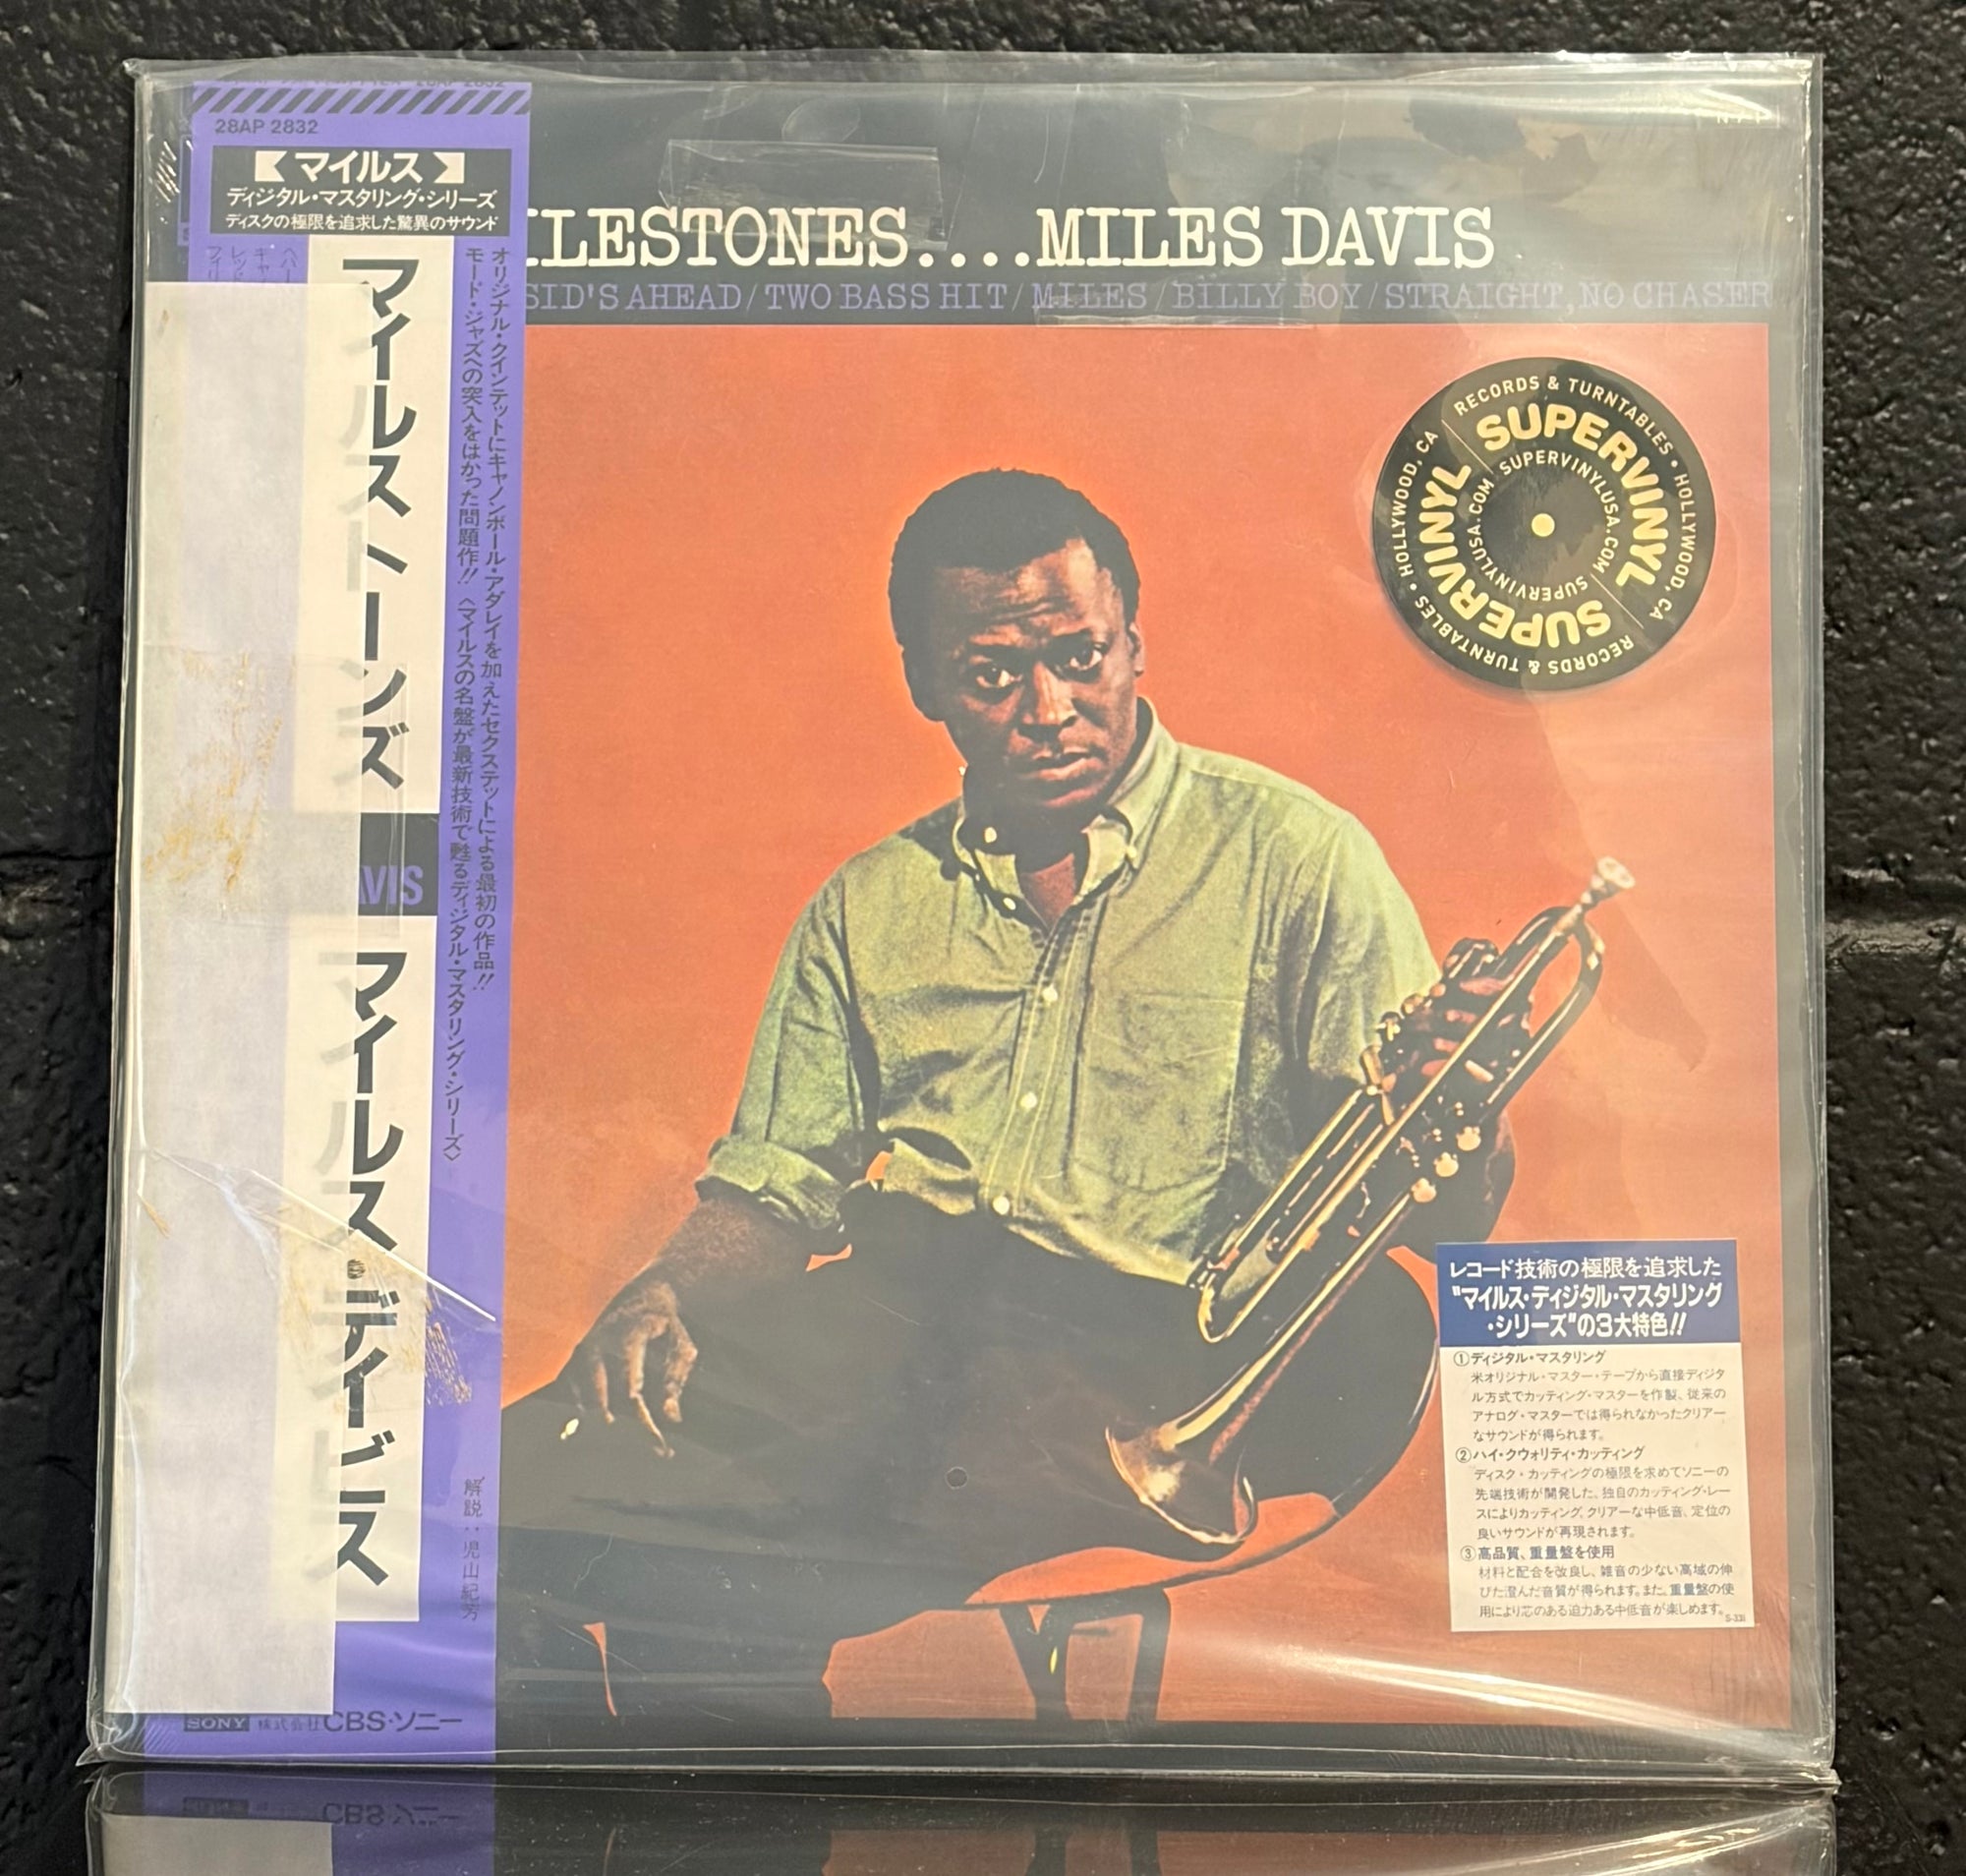 28AP 2832
マイルス
ディジタル・マスタリング・シリーズ
ディスクの極限を追求した驚異のサウンド
マイルストーンズ
AVIS
マイルス・デイビス
オリジナル・クインテットにキャノンボール・アダレイを加えたセクステットによる最初の作品!!
モード・ジャズへの突入をはかった問題作!!〈マイルスの名盤が最新技術で甦るディジタル・マスタリング・シリーズ〉
解説：児山紀芳
SONY 株式会社CBS・ソニー
ILESTONES....MILES DAVIS
SID'S AHEAD/TWO BASS HIT/MILES/BILLY BOY/STRAIGHT, NO CHASER
RECORDS & TURNTABLES • HOLLYWOOD, CA
SUPERVINYL
SUPERVINYLUSA.COM
RECORDS & TURNTABLES • HOLLYWOOD, CA
SUPERVINYL
SUPERVINYLUSA.COM
レコード技術の極限を追求した
"マイルス・ディジタル・マスタリング
・シリーズ"の3大特色!!
①ディジタル・マスタリング
米オリジナル・マスター・テープから直接ディジタ
ル方式でカッティング・マスターを作製、従来の
アナログ・マスターでは得られなかったクリアー
なサウンドが得られます。
②ハイ・クウォリティ・カッティング
ディスク・カッティングの極限を求めてソニーの
先端技術が開発した、独自のカッティング・レー
スによりカッティング、クリアーな中低音、定位の
良いサウンドが再現されます。
③高品質、重量盤を使用
材料と配合を改良し、雑音の少ない高域の伸
びた澄んだ音質が得られます。また、重量盤の使
用により芯のある迫力ある中低音が楽しめます。
S-331